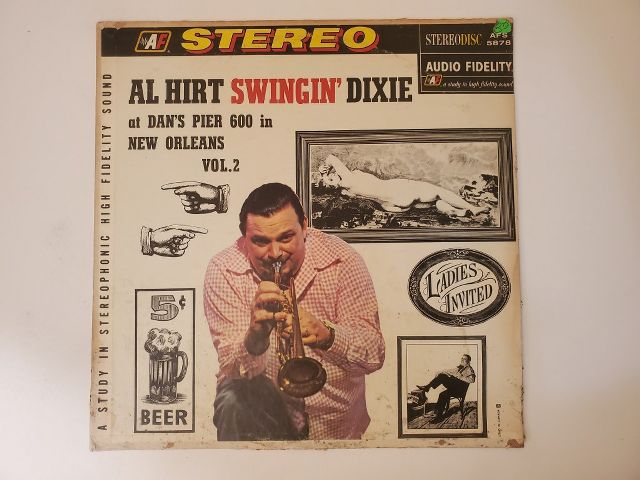 AF STEREO
STEREODISC AFS
5878
AUDIO FIDELITY
AF a study in high fidelity sound
AL HIRT SWINGIN' DIXIE
at DAN'S PIER 600 in
NEW ORLEANS
VOL.2
A STUDY IN STEREOPHONIC HIGH FIDELITY SOUND
LADIES
INVITED
5¢
BEER